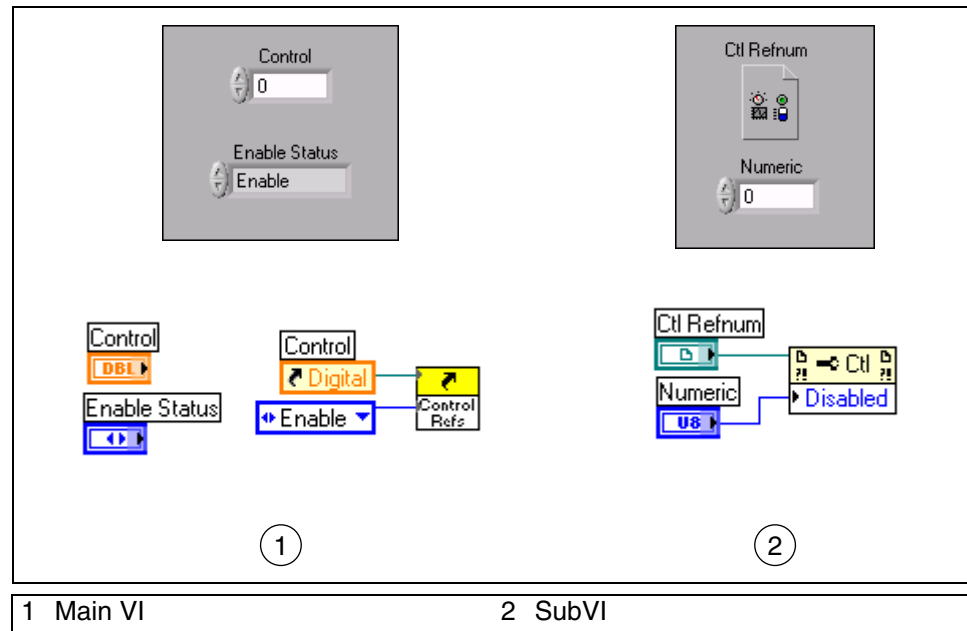 Control
0
Enable Status
Enable
Ctl Refnum
Numeric
0
Control
DBL
Enable Status
Control
Digital
Enable
Control
Refs
Ctl Refnum
Numeric
U8
?! Ctl ?!
Disabled
1
2
1 Main VI 2 SubVI